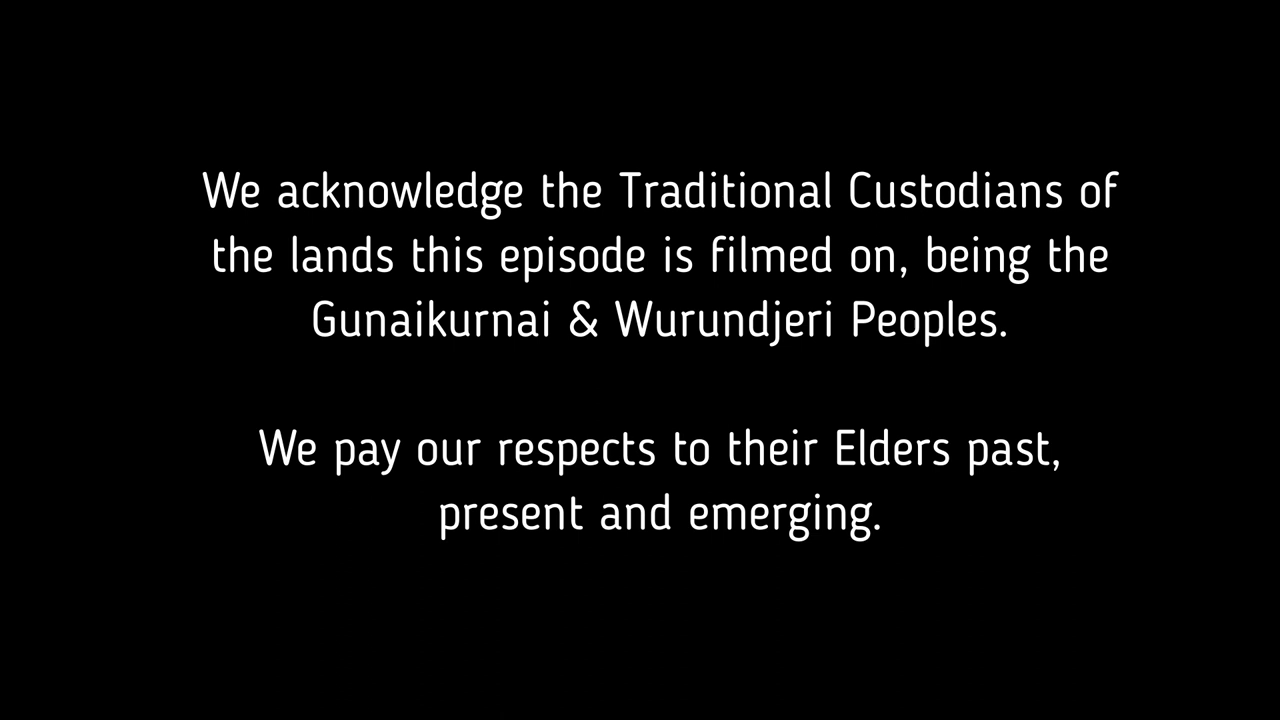 We acknowledge the Traditional Custodians of
the lands this episode is filmed on, being the
Gunaikurnai & Wurundjeri Peoples.
We pay our respects to their Elders past,
present and emerging.